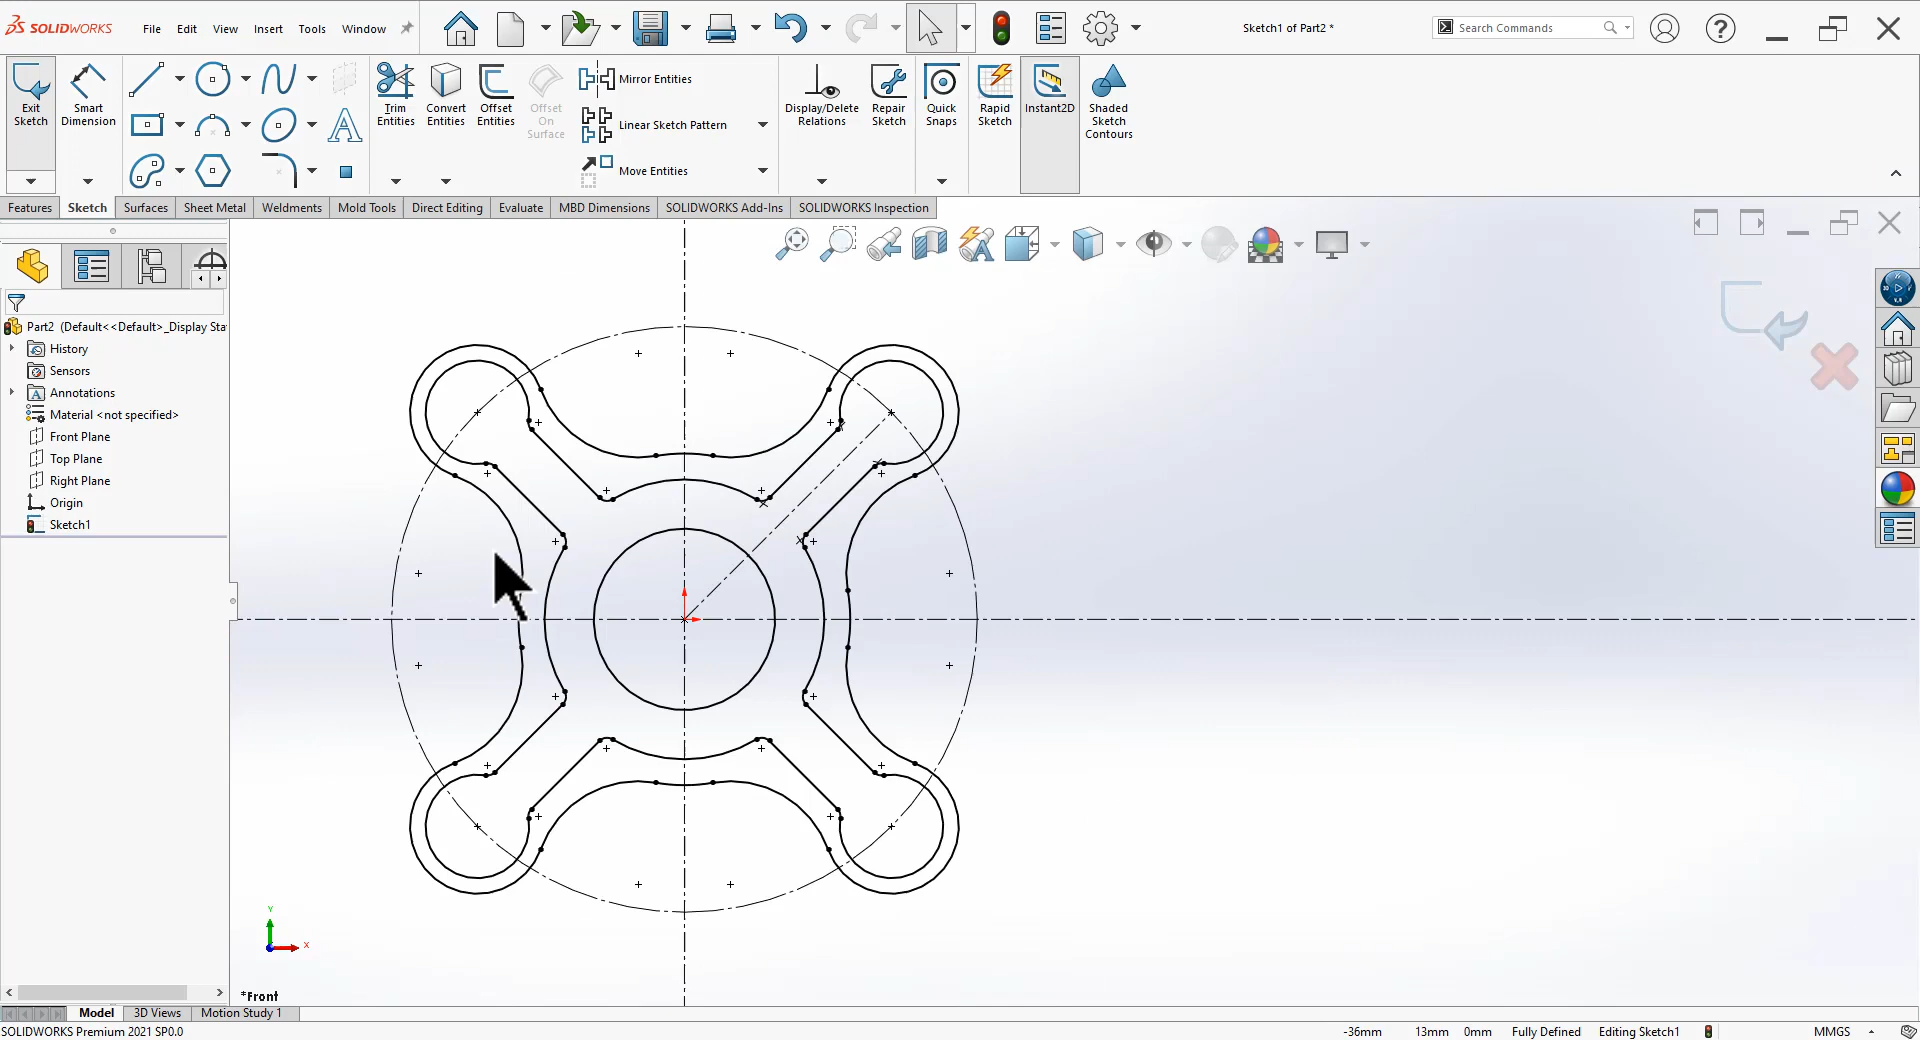 SOLIDWORKS
File Edit View Insert Tools Window
Sketch1 of Part2 *
Search Commands
Exit Sketch
Smart Dimension
Trim Entities
Convert Entities
Offset Entities
Offset On Surface
Mirror Entities
Linear Sketch Pattern
Move Entities
Display/Delete Relations
Repair Sketch
Quick Snaps
Rapid Sketch
Instant2D
Shaded Sketch Contours
Features Sketch Surfaces Sheet Metal Weldments Mold Tools Direct Editing Evaluate MBD Dimensions SOLIDWORKS Add-Ins SOLIDWORKS Inspection
Part2 (Default<<Default>_Display Sta
History
Sensors
Annotations
Material <not specified>
Front Plane
Top Plane
Right Plane
Origin
Sketch1
Y
X
*Front
Model 3D Views Motion Study 1
SOLIDWORKS Premium 2021 SP0.0
-36mm 13mm 0mm Fully Defined Editing Sketch1 MMGS